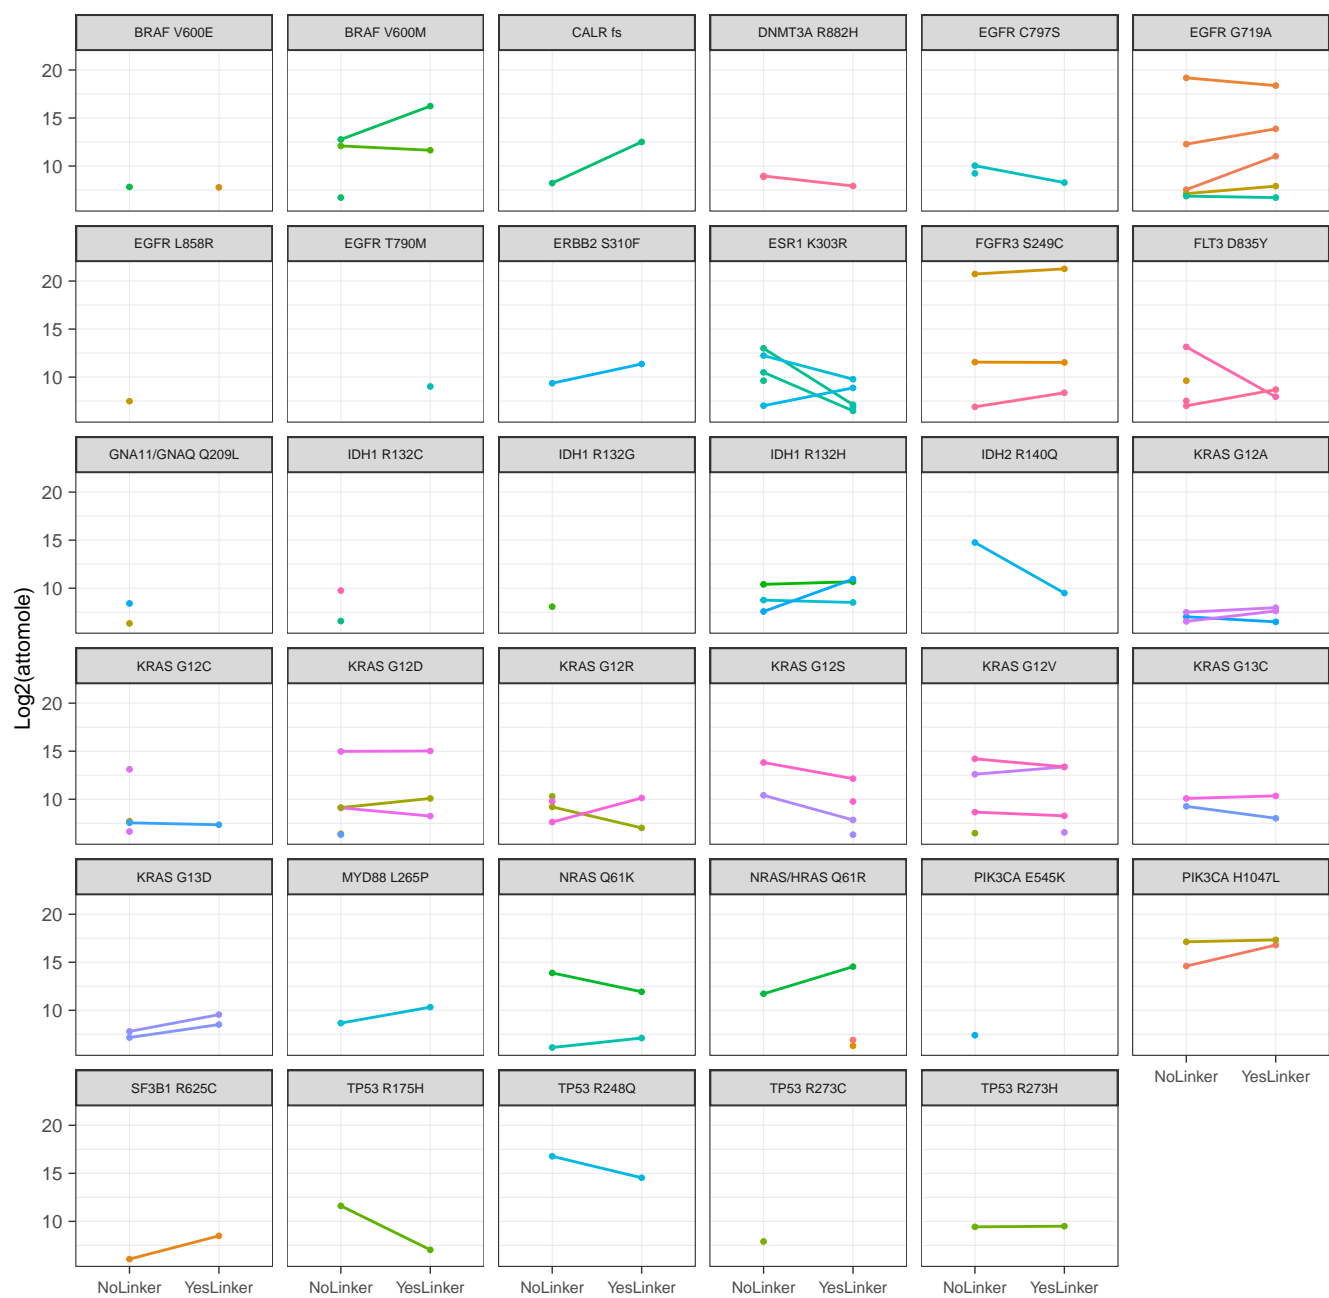 BRAF V600E BRAF V600M CALR fs DNMT3A R882H EGFR C797S EGFR G719A
20
15
10
EGFR L858R EGFR T790M ERBB2 S310F ESR1 K303R FGFR3 S249C FLT3 D835Y
20
15
10
GNA11/GNAQ Q209L IDH1 R132C IDH1 R132G IDH1 R132H IDH2 R140Q KRAS G12A
20
15
10
Log2(attomole)
KRAS G12C KRAS G12D KRAS G12R KRAS G12S KRAS G12V KRAS G13C
20
15
10
KRAS G13D MYD88 L265P NRAS Q61K NRAS/HRAS Q61R PIK3CA E545K PIK3CA H1047L
20
15
10
NoLinker YesLinker
SF3B1 R625C TP53 R175H TP53 R248Q TP53 R273C TP53 R273H
20
15
10
NoLinker YesLinker NoLinker YesLinker NoLinker YesLinker NoLinker YesLinker NoLinker YesLinker